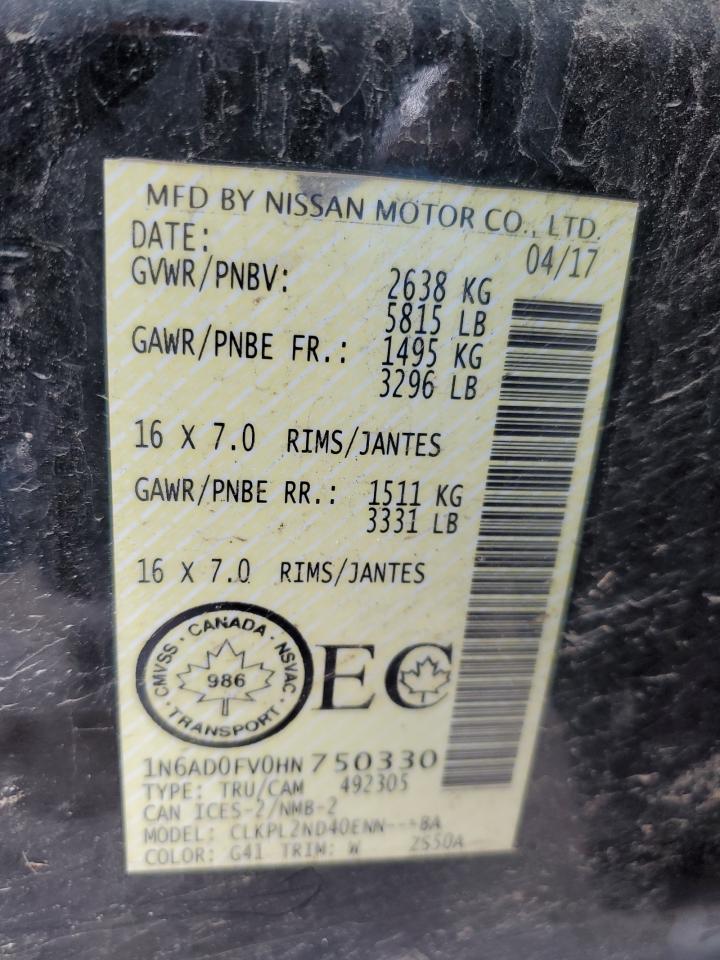 MFD BY NISSAN MOTOR CO., LTD.
DATE: 04/17
GVWR/PNBV: 2638 KG
5815 LB
GAWR/PNBE FR.: 1495 KG
3296 LB
16 X 7.0 RIMS/JANTES
GAWR/PNBE RR.: 1511 KG
3331 LB
16 X 7.0 RIMS/JANTES
CMVSS · CANADA · NSVAC · TRANSPORT ·
986
EC
1N6AD0FV0HN750330
TYPE: TRU/CAM 492305
CAN ICES-2/NMB-2
MODEL: CLKPL2ND40ENN---8A
COLOR: G41 TRIM: W 2S50A